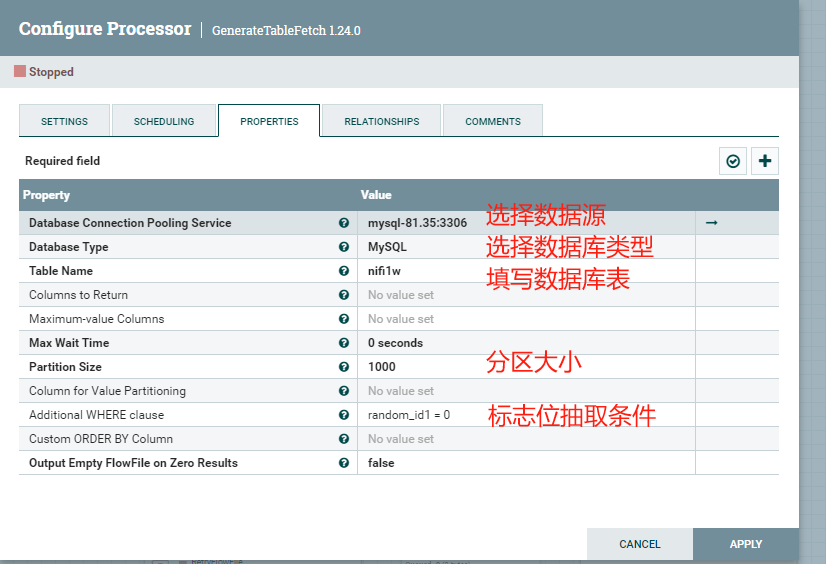 Configure Processor | GenerateTableFetch 1.24.0
Stopped
SETTINGS SCHEDULING PROPERTIES RELATIONSHIPS COMMENTS
Required field
Property Value
Database Connection Pooling Service mysql-81.35:3306 选择数据源
Database Type MySQL 选择数据库类型
Table Name nifi1w 填写数据库表
Columns to Return No value set
Maximum-value Columns No value set
Max Wait Time 0 seconds
Partition Size 1000 分区大小
Column for Value Partitioning No value set
Additional WHERE clause random_id1 = 0 标志位抽取条件
Custom ORDER BY Column No value set
Output Empty FlowFile on Zero Results false
CANCEL APPLY